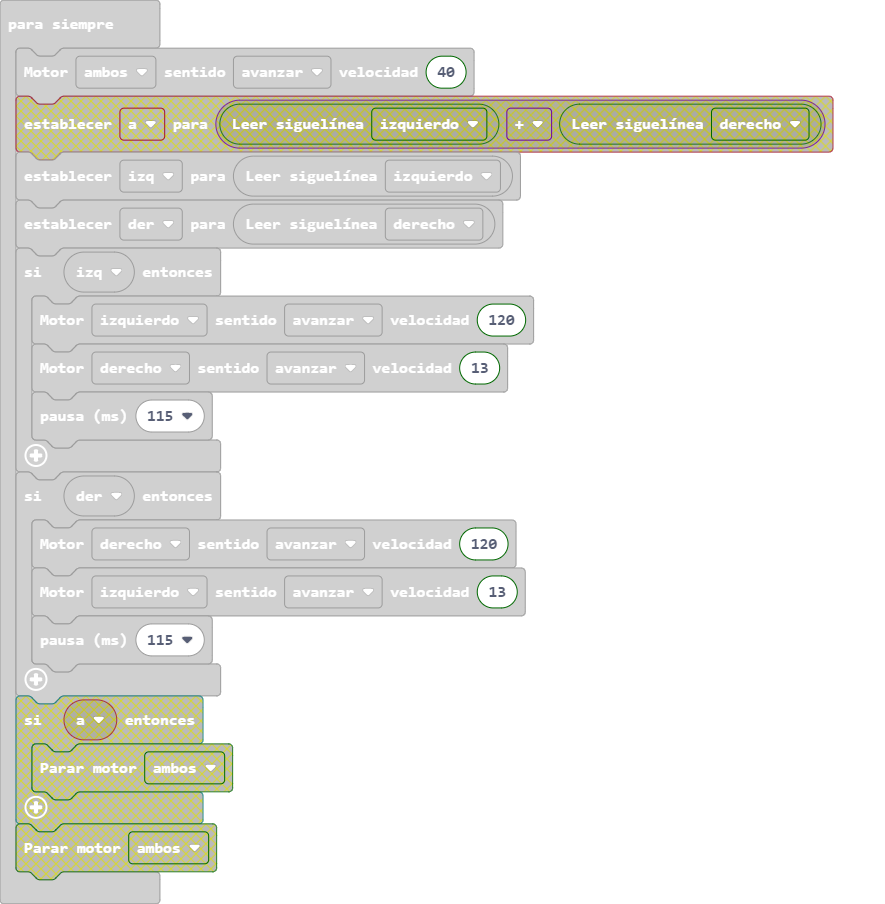 para siempre
Motor ambos sentido avanzar velocidad 40
establecer a para Leer siguelínea izquierdo + Leer siguelínea derecho
establecer izq para Leer siguelínea izquierdo
establecer der para Leer siguelínea derecho
si izq entonces
Motor izquierdo sentido avanzar velocidad 120
Motor derecho sentido avanzar velocidad 13
pausa (ms) 115
si der entonces
Motor derecho sentido avanzar velocidad 120
Motor izquierdo sentido avanzar velocidad 13
pausa (ms) 115
si a entonces
Parar motor ambos
Parar motor ambos